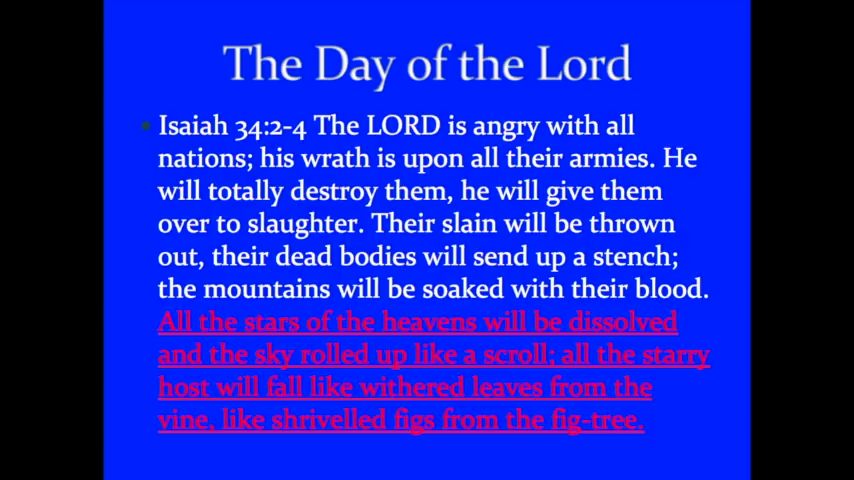 The Day of the Lord
• Isaiah 34:2-4 The LORD is angry with all
nations; his wrath is upon all their armies. He
will totally destroy them, he will give them
over to slaughter. Their slain will be thrown
out, their dead bodies will send up a stench;
the mountains will be soaked with their blood.
All the stars of the heavens will be dissolved
and the sky rolled up like a scroll; all the starry
host will fall like withered leaves from the
vine, like shrivelled figs from the fig-tree.